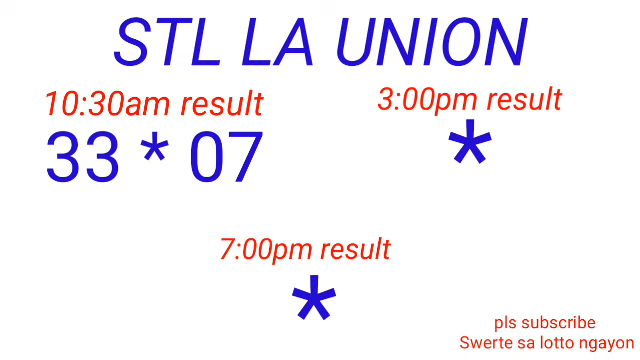 STL LA UNION
10:30am result
33 * 07
3:00pm result
*
7:00pm result
*
pls subscribe
Swerte sa lotto ngayon